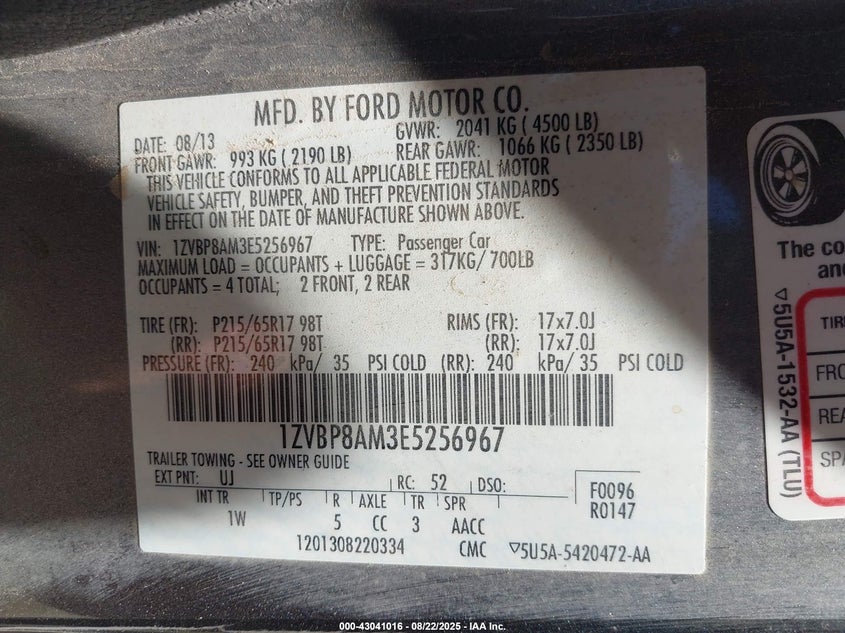 MFD. BY FORD MOTOR CO.
DATE: 08/13
GVWR: 2041 KG ( 4500 LB)
FRONT GAWR: 993 KG ( 2190 LB)
REAR GAWR: 1066 KG ( 2350 LB)
THIS VEHICLE CONFORMS TO ALL APPLICABLE FEDERAL MOTOR
VEHICLE SAFETY, BUMPER, AND THEFT PREVENTION STANDARDS
IN EFFECT ON THE DATE OF MANUFACTURE SHOWN ABOVE.
VIN: 1ZVBP8AM3E5256967 TYPE: Passenger Car
MAXIMUM LOAD = OCCUPANTS + LUGGAGE = 317KG/ 700LB
OCCUPANTS = 4 TOTAL; 2 FRONT, 2 REAR
TIRE (FR): P215/65R17 98T RIMS (FR): 17x7.0J
(RR): P215/65R17 98T (RR): 17x7.0J
PRESSURE (FR): 240 kPa/ 35 PSI COLD (RR): 240 kPa/ 35 PSI COLD
1ZVBP8AM3E5256967
TRAILER TOWING - SEE OWNER GUIDE
EXT PNT: UJ RC: 52 DSO:
F0096
R0147
INT TR TP/PS R AXLE TR SPR
1W 5 CC 3 AACC
1201308220334 CMC ▽5U5A-5420472-AA
The co
and
▽5U5A-1532-AA (TLU)
TIR
FRO
REA
SPA
000-43041016 - 08/22/2025 - IAA Inc.